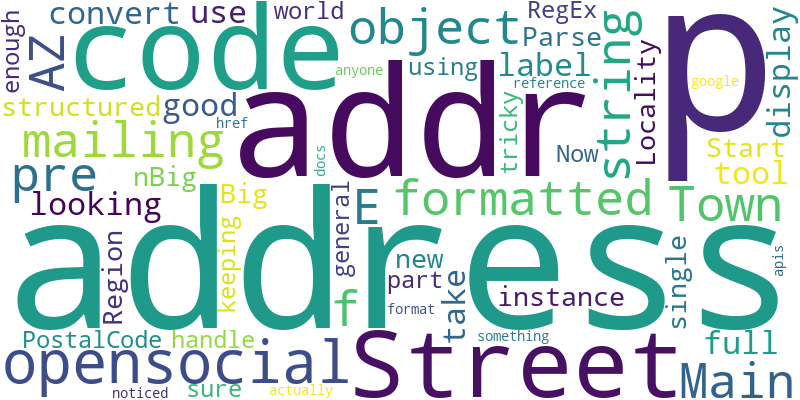 enough
convert
use
world
RegEx
display
AZ
code
object
Parse
p
anyone
using
label
string
Locality
google
structured
good
addr
reference
tricky
mailing
href
Now
Start
tool
pre
nBig
docs
E
formatted
Town
looking
Big
address
Region
keeping
general
new
part
take
single
apis
f
instance
format
PostalCode
handle
something
full
opensocial
sure
Street
Main
noticed
actually